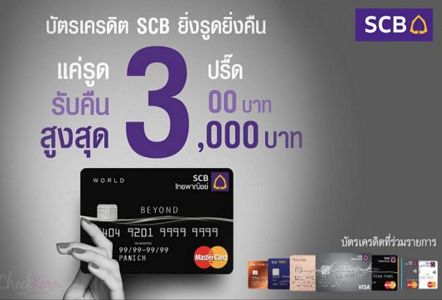 บัตรเครดิต SCB ยิ่งรูดยิ่งคืน
SCB
แค่รูด 3 ปรื๊ด
รับคืน 00 บาท
สูงสุด ,000 บาท
WORLD
SCB
ไทยพาณิชย์
BEYOND
404 9201 9999 9999
99/99-99/99
PANICH
MasterCard
บัตรเครดิตที่ร่วมรายการ
VISA
CheckKorn